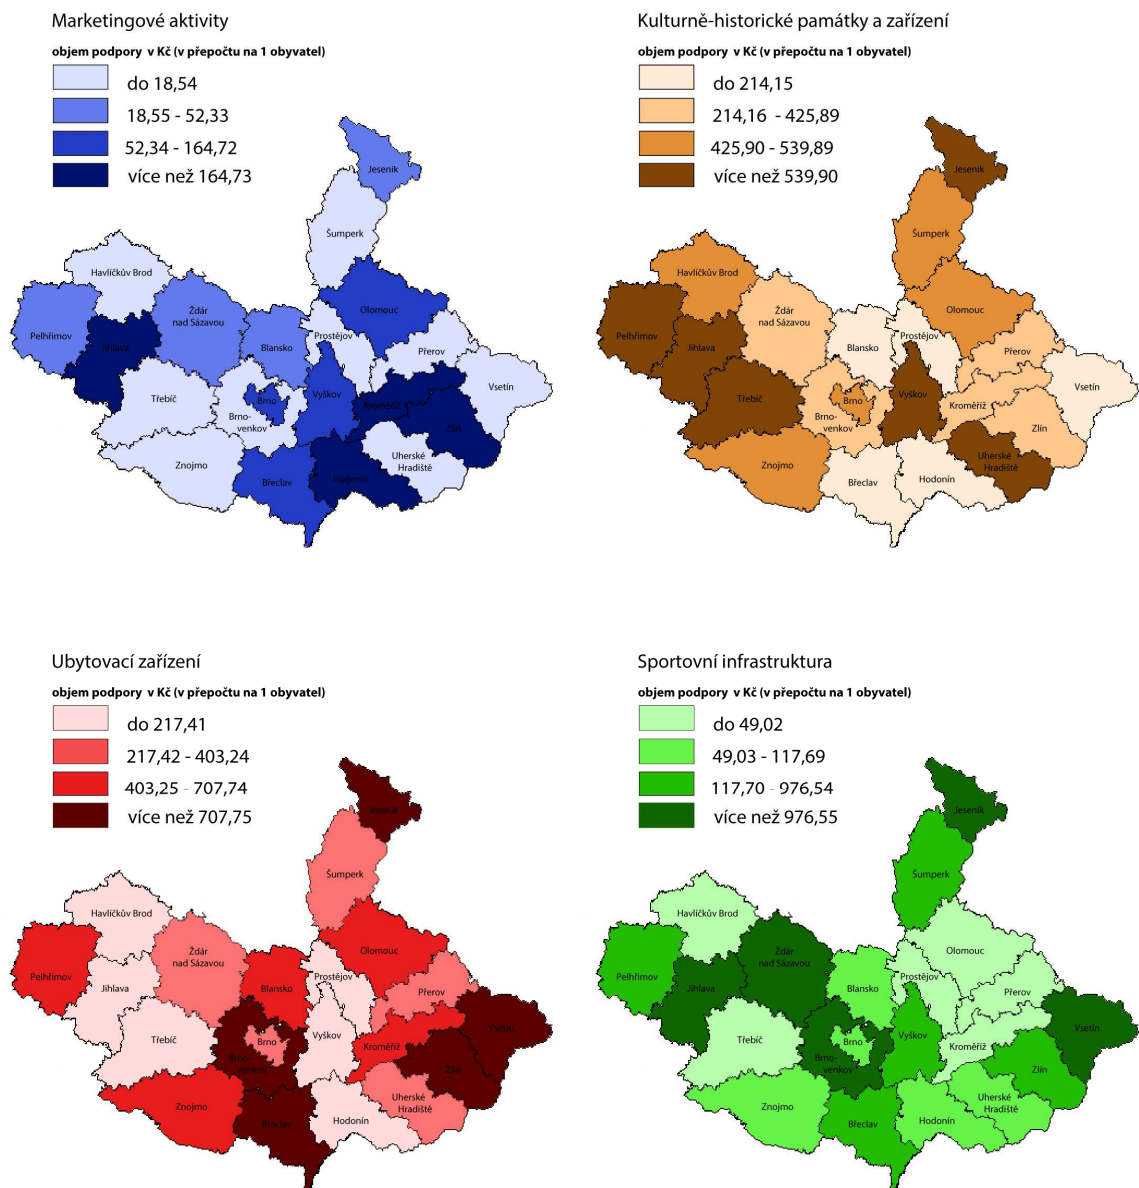 Marketingové aktivity
objem podpory v Kč (v přepočtu na 1 obyvatel)
do 18,54
18,55 - 52,33
52,34 - 164,72
více než 164,73
Jeseník
Šumperk
Havlíčkův Brod
Olomouc
Ždár
nad Sázavou
Pelhřimov
Prostějov
Jihlava
Blansko
Přerov
Vsetín
Třebíč
Vyškov
Brno
Kroměříž
Brno-
venkov
Zlín
Uherské
Hradiště
Znojmo
Břeclav
Hodonín
Kulturně-historické památky a zařízení
objem podpory v Kč (v přepočtu na 1 obyvatel)
do 214,15
214,16 - 425,89
425,90 - 539,89
více než 539,90
Jeseník
Šumperk
Havlíčkův Brod
Olomouc
Ždár
nad Sázavou
Pelhřimov
Prostějov
Jihlava
Blansko
Přerov
Vsetín
Třebíč
Vyškov
Brno
Kroměříž
Brno-
venkov
Zlín
Uherské
Hradiště
Znojmo
Břeclav
Hodonín
Ubytovací zařízení
objem podpory v Kč (v přepočtu na 1 obyvatel)
do 217,41
217,42 - 403,24
403,25 - 707,74
více než 707,75
Jeseník
Šumperk
Havlíčkův Brod
Olomouc
Ždár
nad Sázavou
Pelhřimov
Prostějov
Jihlava
Blansko
Přerov
Vsetín
Třebíč
Vyškov
Brno
Kroměříž
Brno-
venkov
Zlín
Uherské
Hradiště
Znojmo
Břeclav
Hodonín
Sportovní infrastruktura
objem podpory v Kč (v přepočtu na 1 obyvatel)
do 49,02
49,03 - 117,69
117,70 - 976,54
více než 976,55
Jeseník
Šumperk
Havlíčkův Brod
Olomouc
Ždár
nad Sázavou
Pelhřimov
Prostějov
Jihlava
Blansko
Přerov
Vsetín
Třebíč
Vyškov
Brno
Kroměříž
Brno-
venkov
Zlín
Uherské
Hradiště
Znojmo
Břeclav
Hodonín